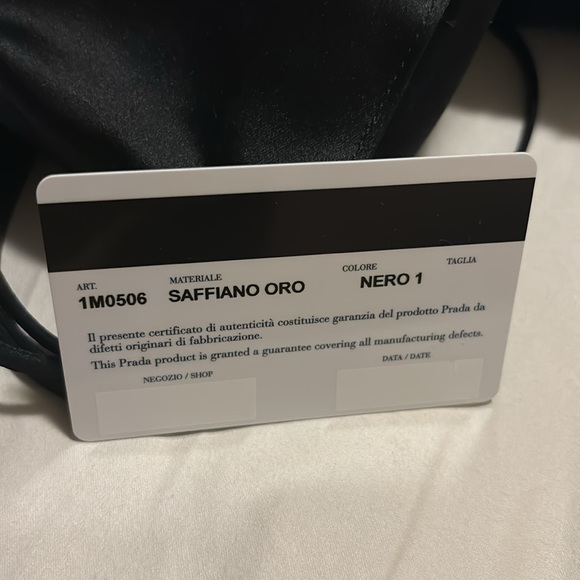 ART. MATERIALE COLORE TAGLIA
1M0506 SAFFIANO ORO NERO 1
Il presente certificato di autenticità costituisce garanzia del prodotto Prada da
difetti originari di fabbricazione.
This Prada product is granted a guarantee covering all manufacturing defects.
NEGOZIO / SHOP DATA / DATE